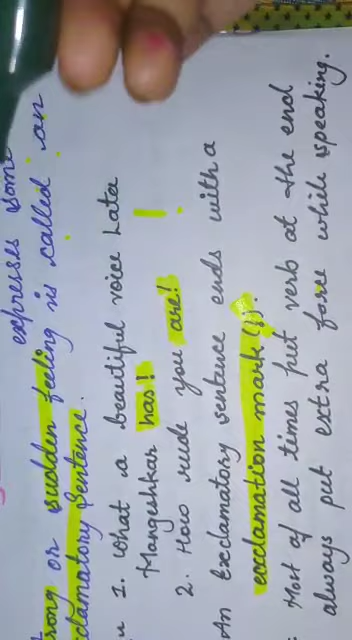 expresses some
rong or sudden feeling is called an
clamatory Sentence.
1. What a beautiful voice Lata
Mangeshkar has!
2. How rude you are!
An Exclamatory sentence ends with a
exclamation mark (!).
Most of all times put verb at the end
always put extra force while speaking.